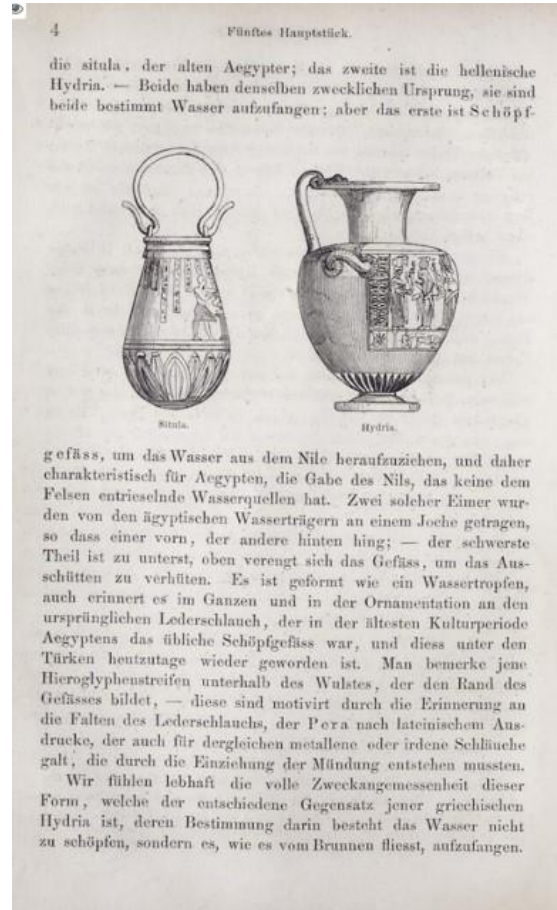 4
Fünftes Hauptstück.
die situla, der alten Aegypter; das zweite ist die hellenische
Hydria. — Beide haben denselben zwecklichen Ursprung, sie sind
beide bestimmt Wasser aufzufangen; aber das erste ist Schöpf-
Situla.
Hydria.
gefäss, um das Wasser aus dem Nile heraufzuziehen, und daher
charakteristisch für Aegypten, die Gabe des Nils, das keine dem
Felsen entrieselnde Wasserquellen hat. Zwei solcher Eimer wur-
den von den ägyptischen Wasserträgern an einem Joche getragen,
so dass einer vorn, der andere hinten hing; — der schwerste
Theil ist zu unterst, oben verengt sich das Gefäss, um das Aus-
schütten zu verhüten. Es ist geformt wie ein Wassertropfen,
auch erinnert es im Ganzen und in der Ornamentation an den
ursprünglichen Lederschlauch, der in der ältesten Kulturperiode
Aegyptens das übliche Schöpfgefäss war, und diess unter den
Türken heutzutage wieder geworden ist. Man bemerke jene
Hieroglyphenstreifen unterhalb des Wulstes, der den Rand des
Gefässes bildet, — diese sind motivirt durch die Erinnerung an
die Falten des Lederschlauchs, der Pera nach lateinischem Aus-
drucke, der auch für dergleichen metallene oder irdene Schläuche
galt, die durch die Einziehung der Mündung entstehen mussten.
Wir fühlen lebhaft die volle Zweckangemessenheit dieser
Form, welche der entschiedene Gegensatz jener griechischen
Hydria ist, deren Bestimmung darin besteht das Wasser nicht
zu schöpfen, sondern es, wie es vom Brunnen fliesst, aufzufangen.